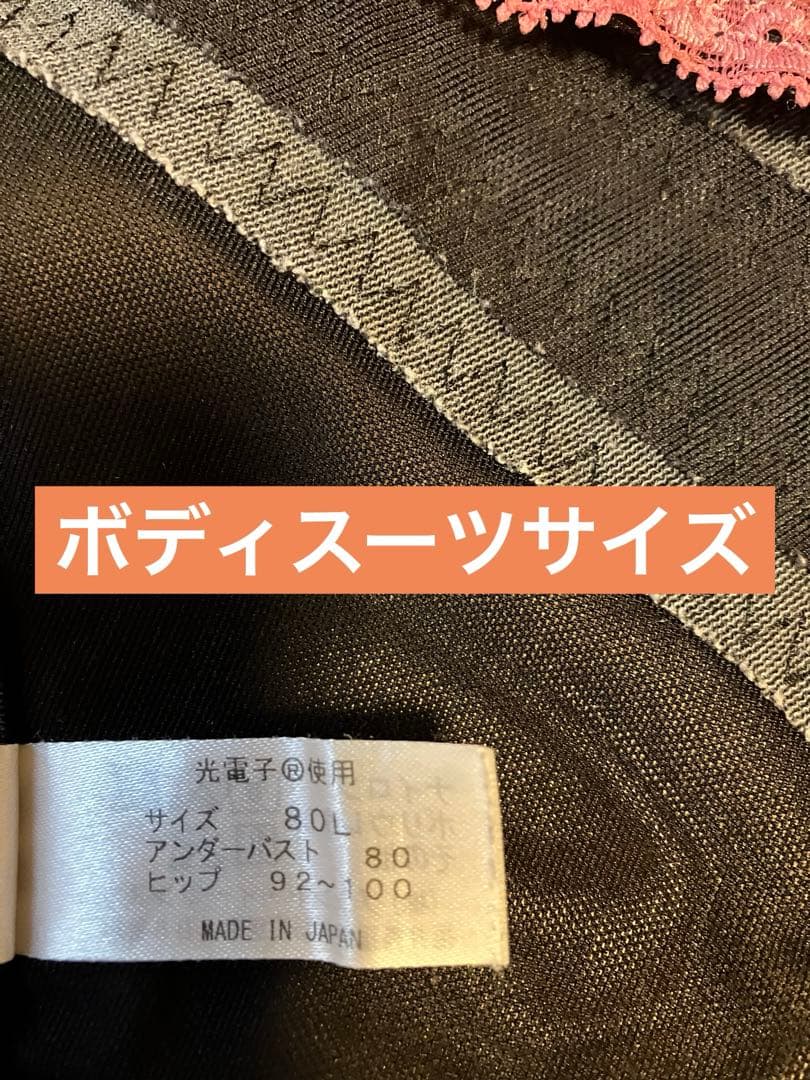 ボディスーツサイズ
光電子®使用
サイズ 80L
アンダーバスト 80
ヒップ 92~100
MADE IN JAPAN